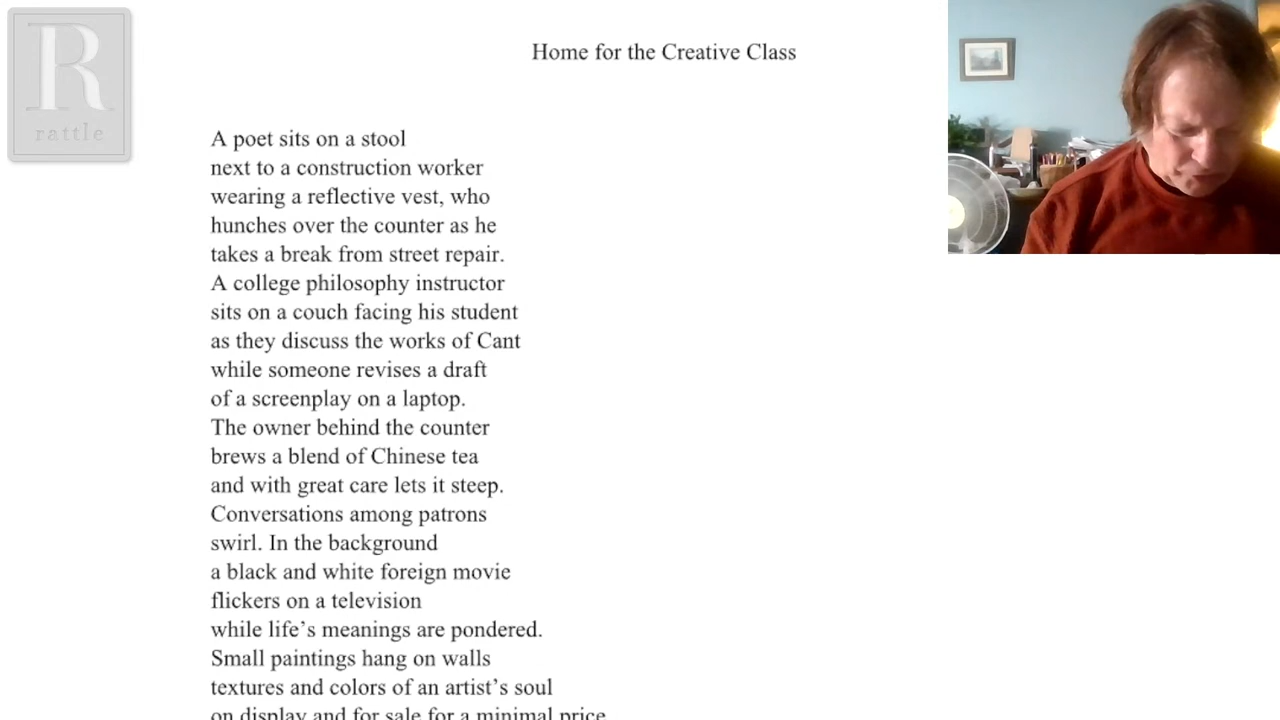 R
rattle
Home for the Creative Class
A poet sits on a stool
next to a construction worker
wearing a reflective vest, who
hunches over the counter as he
takes a break from street repair.
A college philosophy instructor
sits on a couch facing his student
as they discuss the works of Cant
while someone revises a draft
of a screenplay on a laptop.
The owner behind the counter
brews a blend of Chinese tea
and with great care lets it steep.
Conversations among patrons
swirl. In the background
a black and white foreign movie
flickers on a television
while life’s meanings are pondered.
Small paintings hang on walls
textures and colors of an artist’s soul
on display and for sale for a minimal price